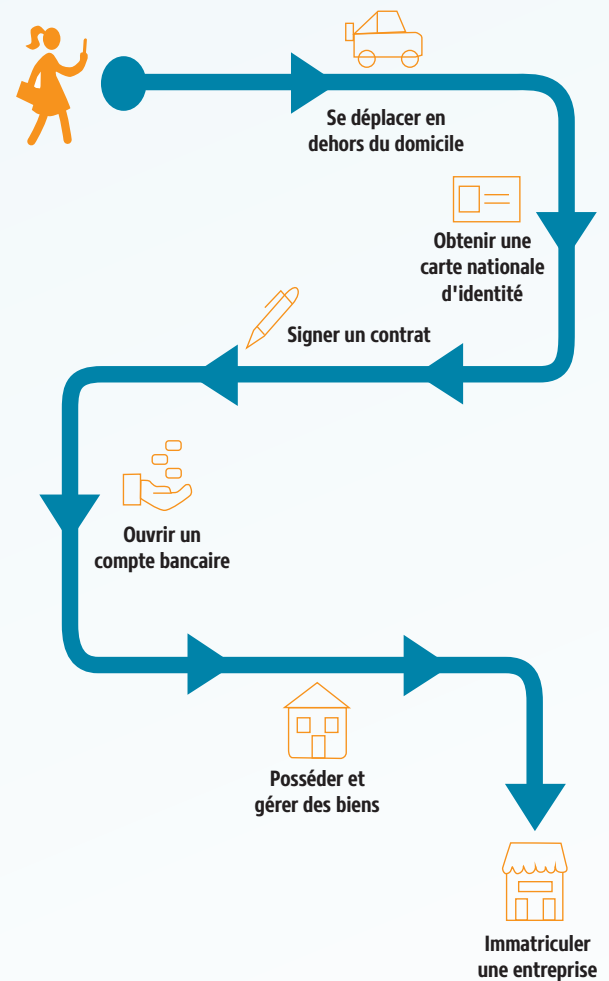 Se déplacer en
dehors du domicile
Obtenir une
carte nationale
d'identité
Signer un contrat
Ouvrir un
compte bancaire
Posséder et
gérer des biens
Immatriculer
une entreprise